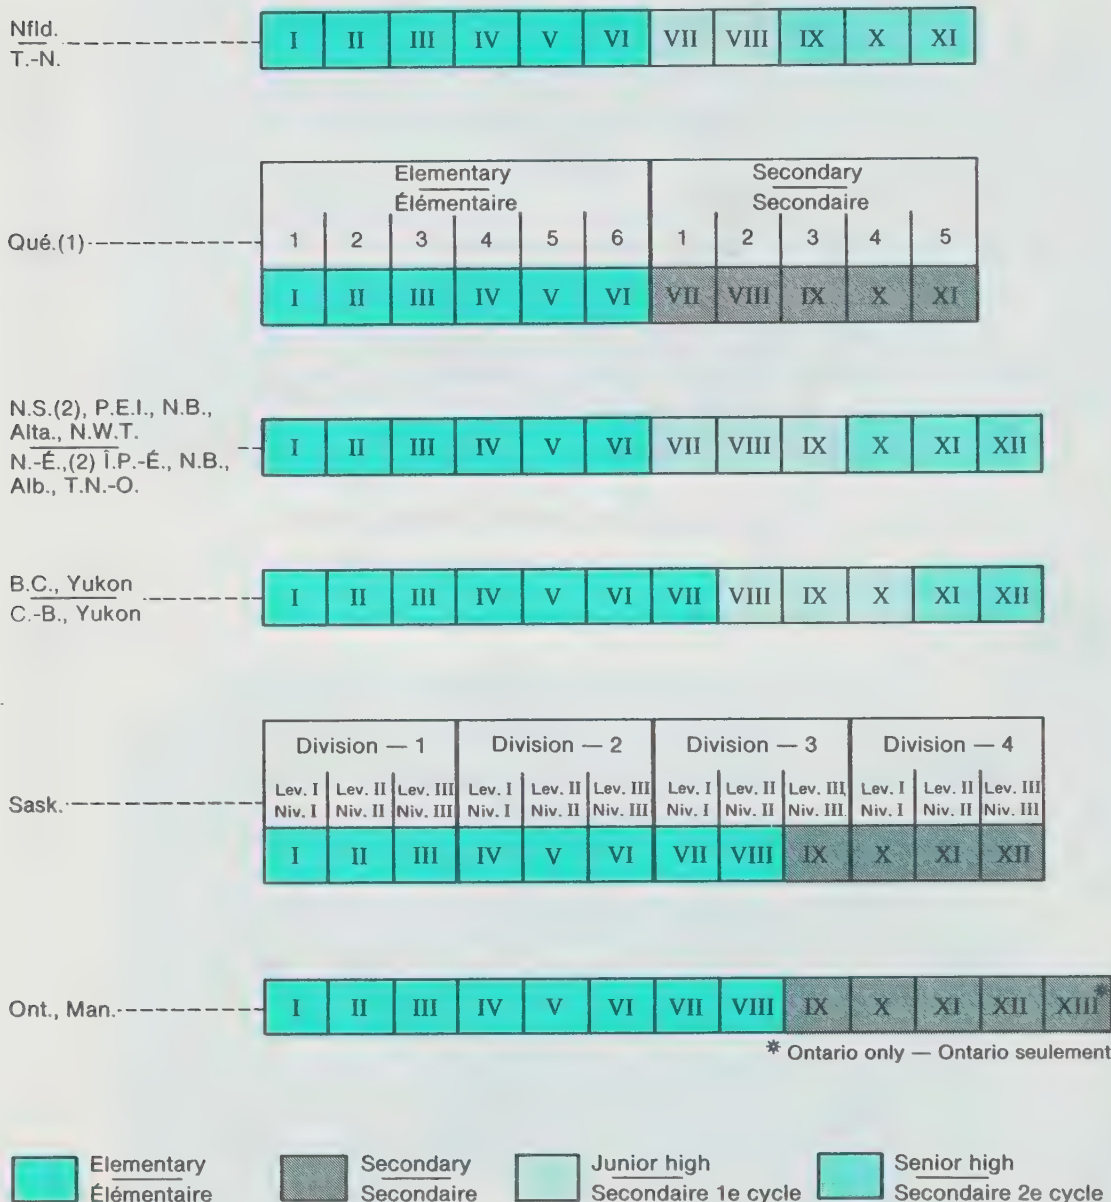 Nfld.
T.-N.
I II III IV V VI VII VIII IX X XI
Elementary Secondary
Élémentaire Secondaire
Qué.(1)
1 2 3 4 5 6 1 2 3 4 5
I II III IV V VI VII VIII IX X XI
N.S.(2), P.E.I., N.B.,
Alta., N.W.T.
N.-É.,(2) Î.P.-É., N.B.,
Alb., T.N.-O.
I II III IV V VI VII VIII IX X XI XII
B.C., Yukon
C.-B., Yukon
I II III IV V VI VII VIII IX X XI XII
Division — 1 Division — 2 Division — 3 Division — 4
Sask.
Lev. I Lev. II Lev. III Lev. I Lev. II Lev. III Lev. I Lev. II Lev. III Lev. I Lev. II Lev. III
Niv. I Niv. II Niv. III Niv. I Niv. II Niv. III Niv. I Niv. II Niv. III Niv. I Niv. II Niv. III
I II III IV V VI VII VIII IX X XI XII
Ont., Man.
I II III IV V VI VII VIII IX X XI XII XIII*
* Ontario only — Ontario seulement
Elementary Secondary Junior high Senior high
Élémentaire Secondaire Secondaire 1e cycle Secondaire 2e cycle